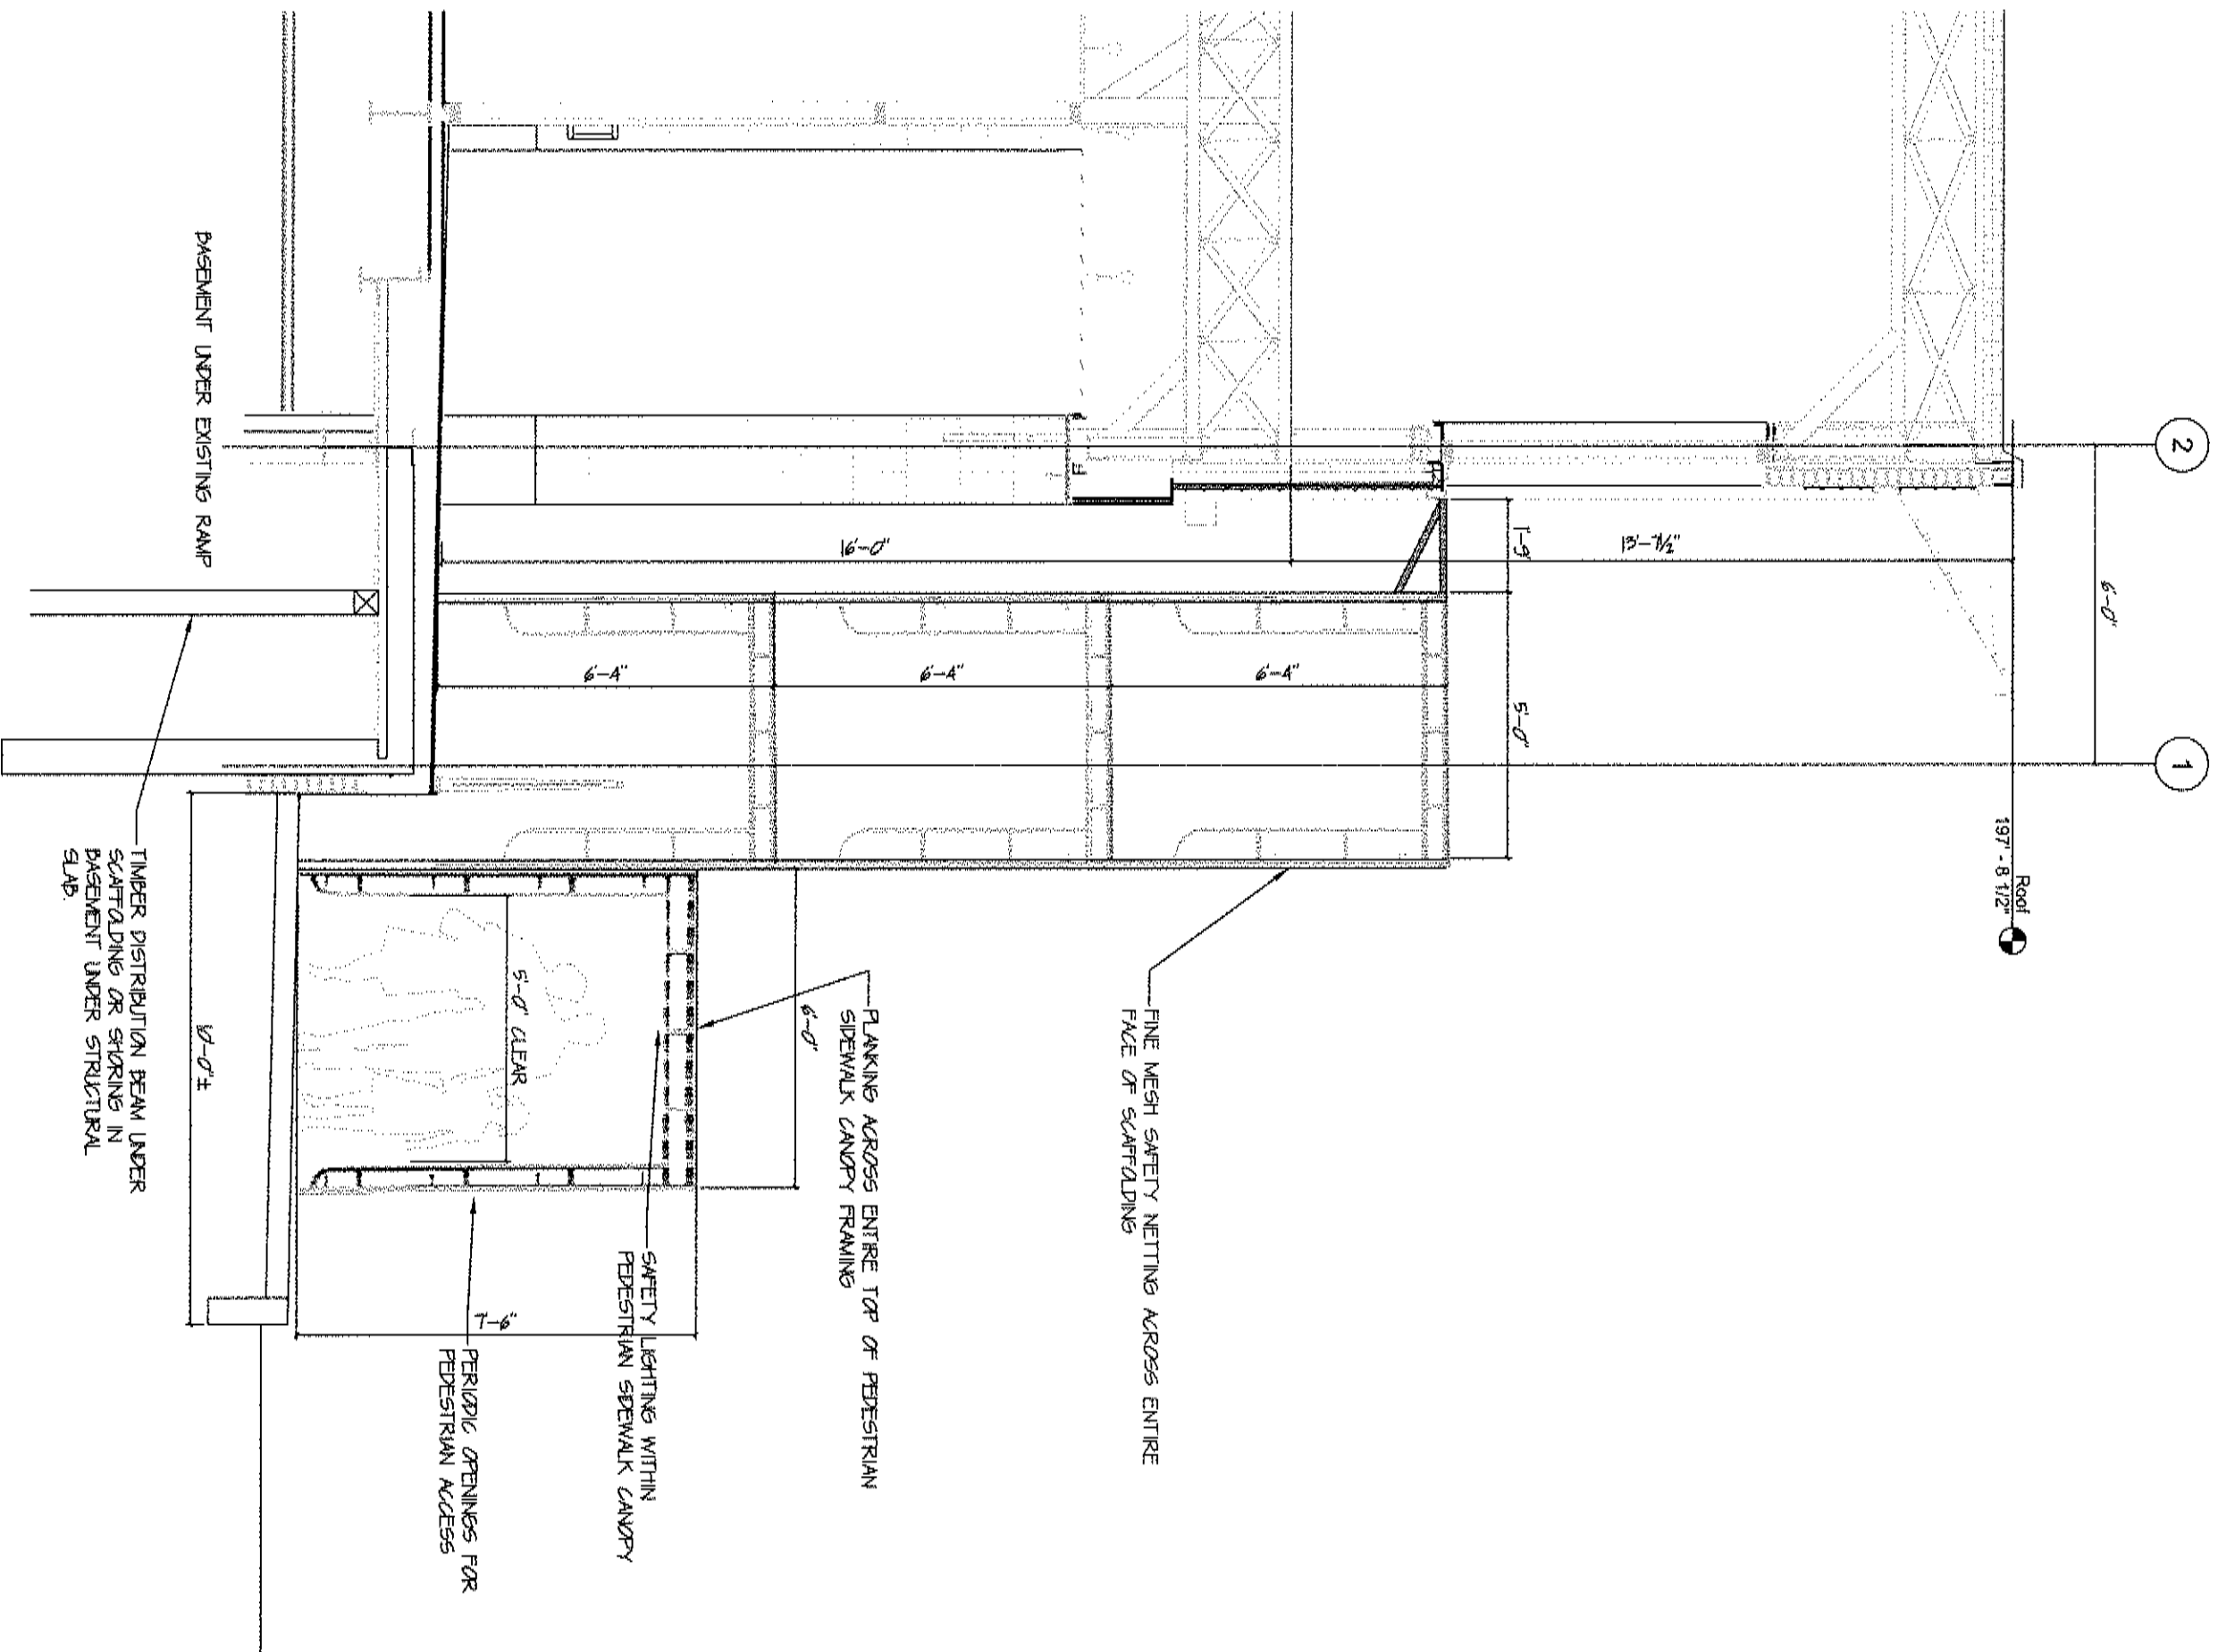 2
1
6'-0"
Roof
197' - 8 1/2"
13'-7½"
16'-0"
1'-9"
5'-0"
6'-4"
6'-4"
6'-4"
FINE MESH SAFETY NETTING ACROSS ENTIRE
FACE OF SCAFFOLDING
PLANKING ACROSS ENTIRE TOP OF PEDESTRIAN
SIDEWALK CANOPY FRAMING
6'-0"
SAFETY LIGHTING WITHIN
PEDESTRIAN SIDEWALK CANOPY
5'-0" CLEAR
7'-6"
PERIODIC OPENINGS FOR
PEDESTRIAN ACCESS
BASEMENT UNDER EXISTING RAMP
10'-0"±
TIMBER DISTRIBUTION BEAM UNDER
SCAFFOLDING OR SHORING IN
BASEMENT UNDER STRUCTURAL
SLAB.